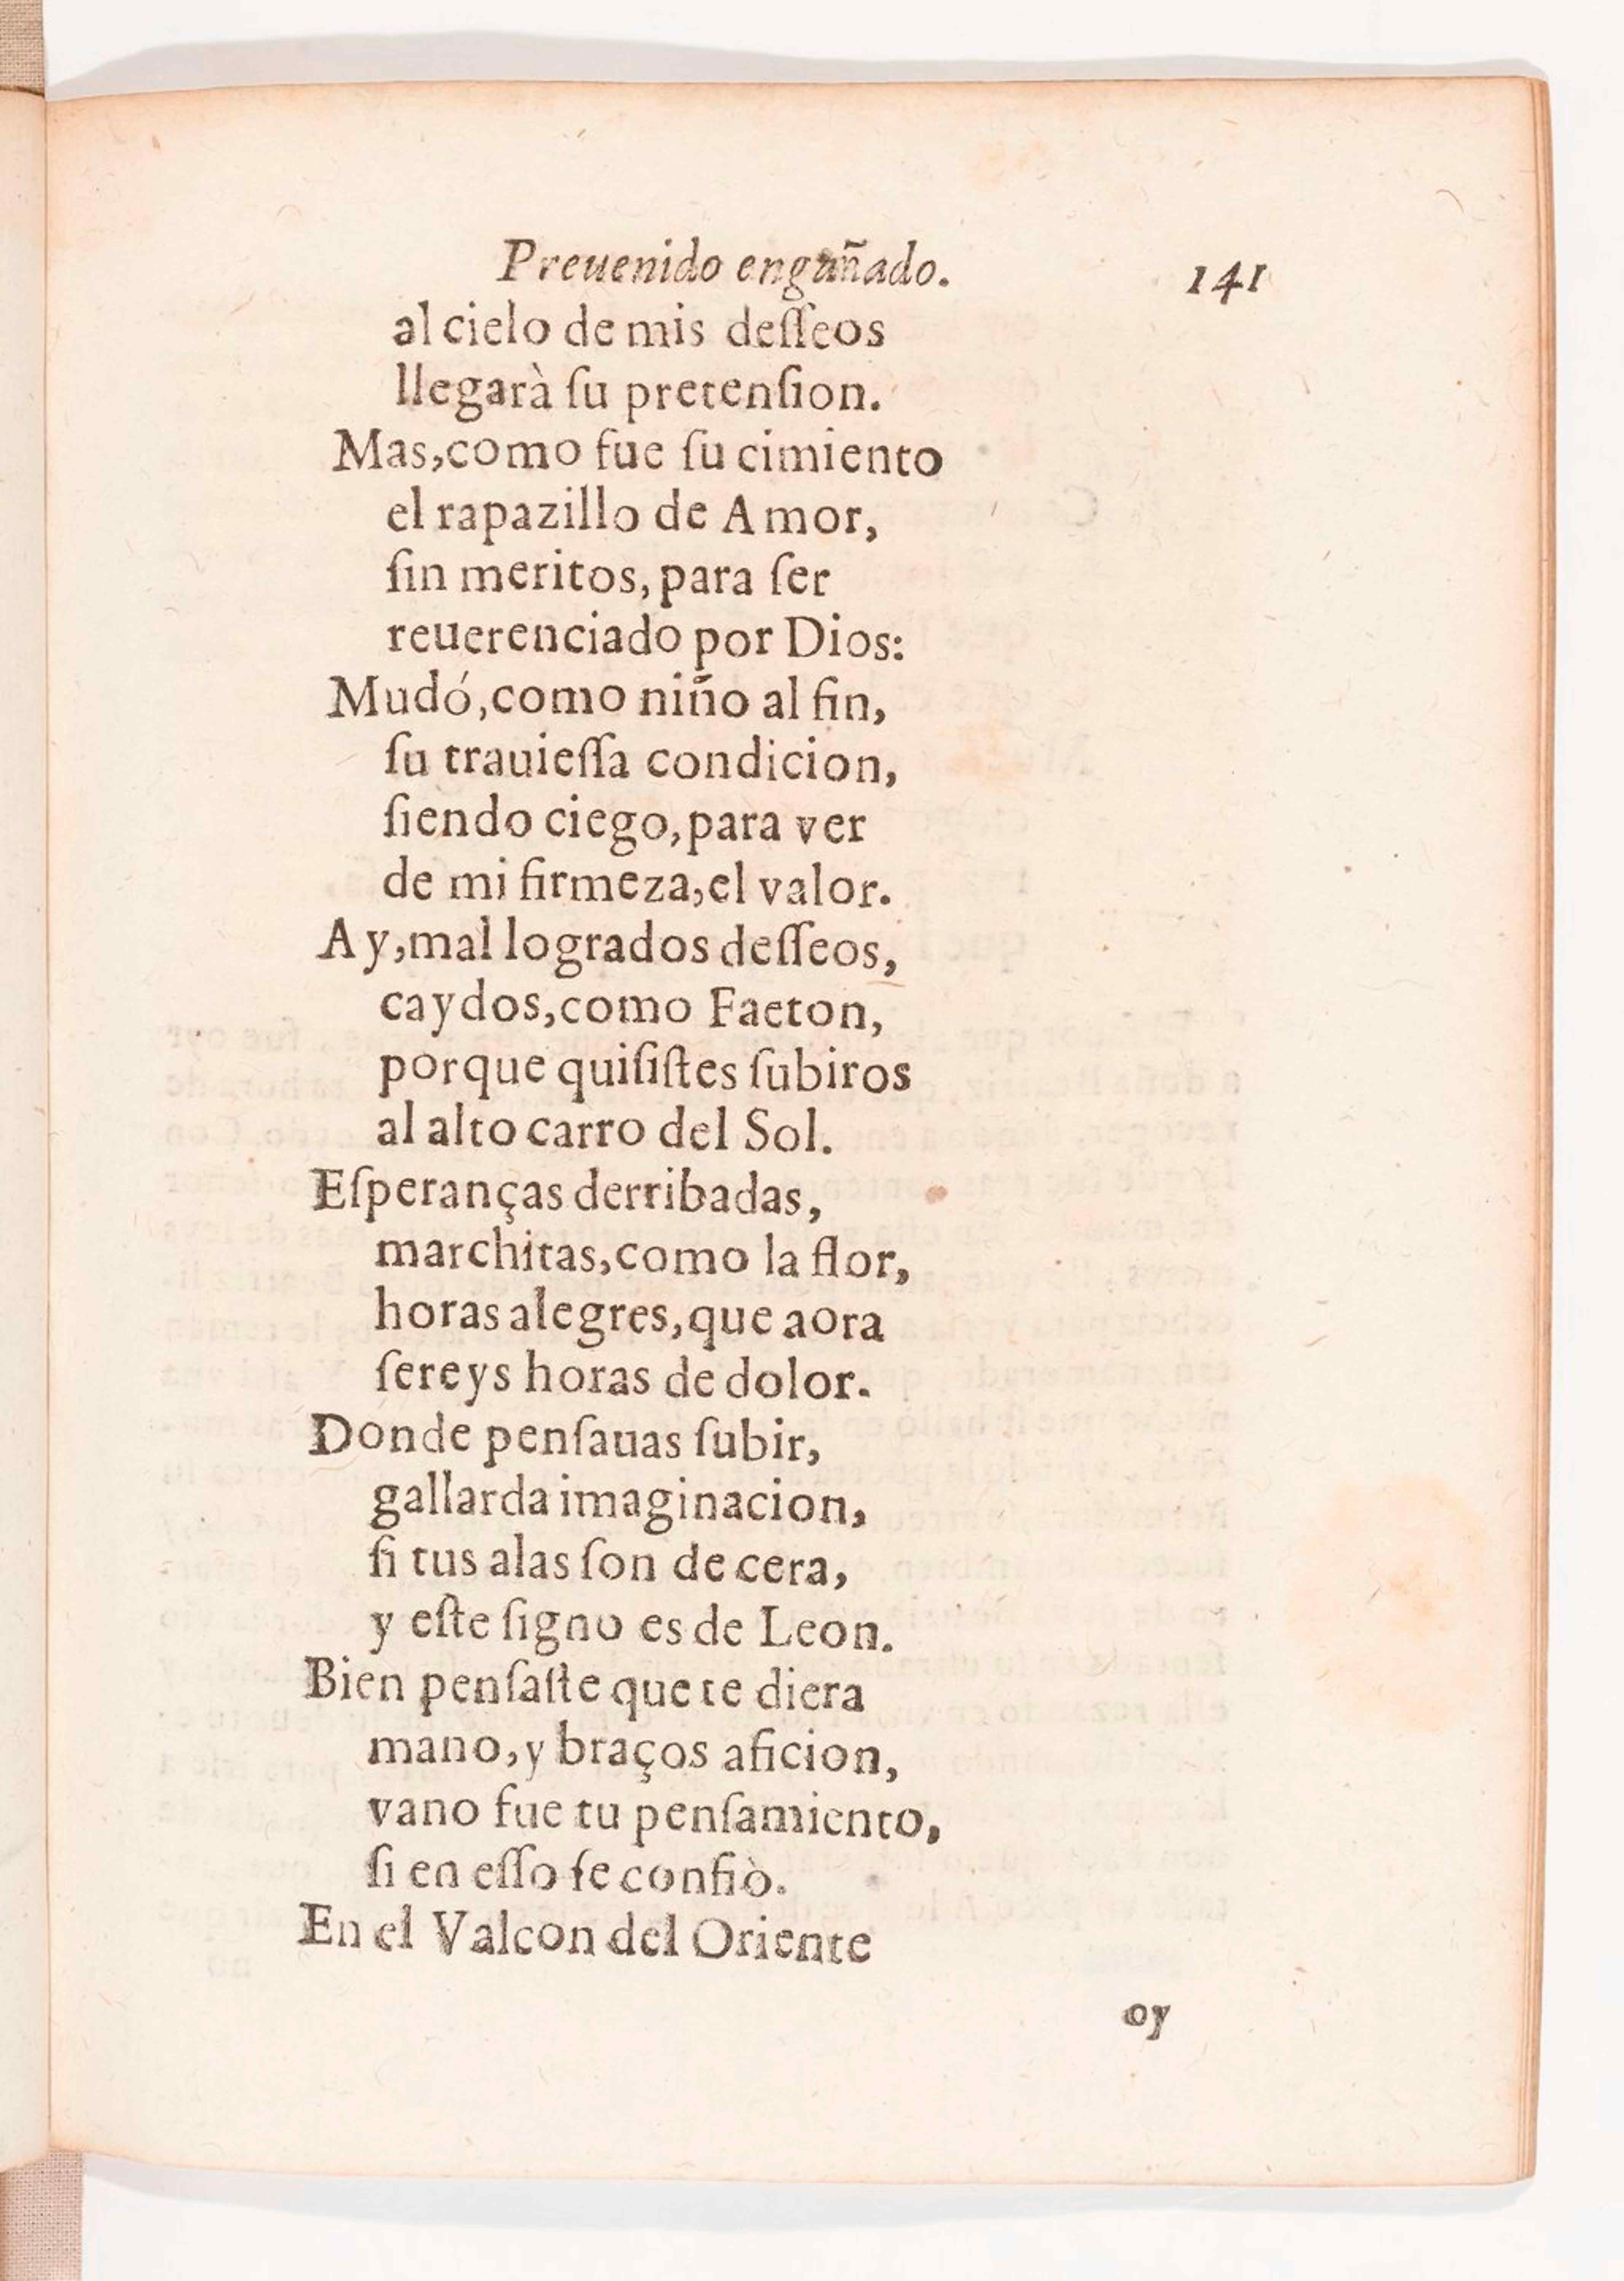 Preuenido engañado. 141
al cielo de mis deſſeos
llegarà ſu pretenſion.
Mas,como fue ſu cimiento
el rapazillo de Amor,
ſin meritos,para ſer
reuerenciado por Dios:
Mudó,como niño al fin,
ſu trauieſſa condicion,
ſiendo ciego,para ver
de mi firmeza,el valor.
Ay,mal logrados deſſeos,
caydos,como Faeton,
porque quiſiſtes ſubiros
al alto carro del Sol.
Eſperanças derribadas,
marchitas,como la flor,
horas alegres,que aora
ſereys horas de dolor.
Donde penſauas ſubir,
gallarda imaginacion,
ſi tus alas ſon de cera,
y eſte ſigno es de Leon.
Bien penſaſte que te diera
mano,y braços aficion,
vano fue tu penſamiento,
ſi en eſſo ſe confiò.
En el Valcon del Oriente
oy